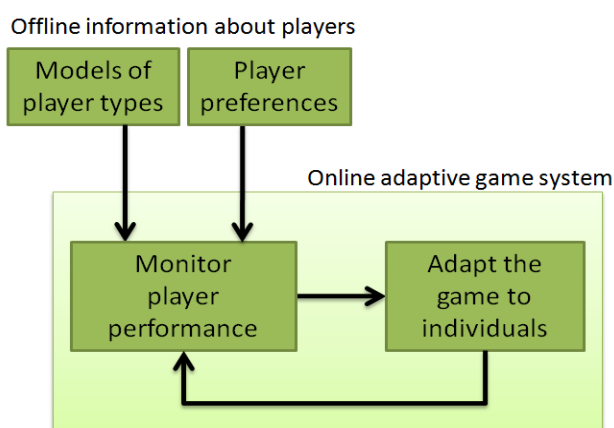 Offline information about players
Models of
player types
Player
preferences
Online adaptive game system
Monitor
player
performance
Adapt the
game to
individuals